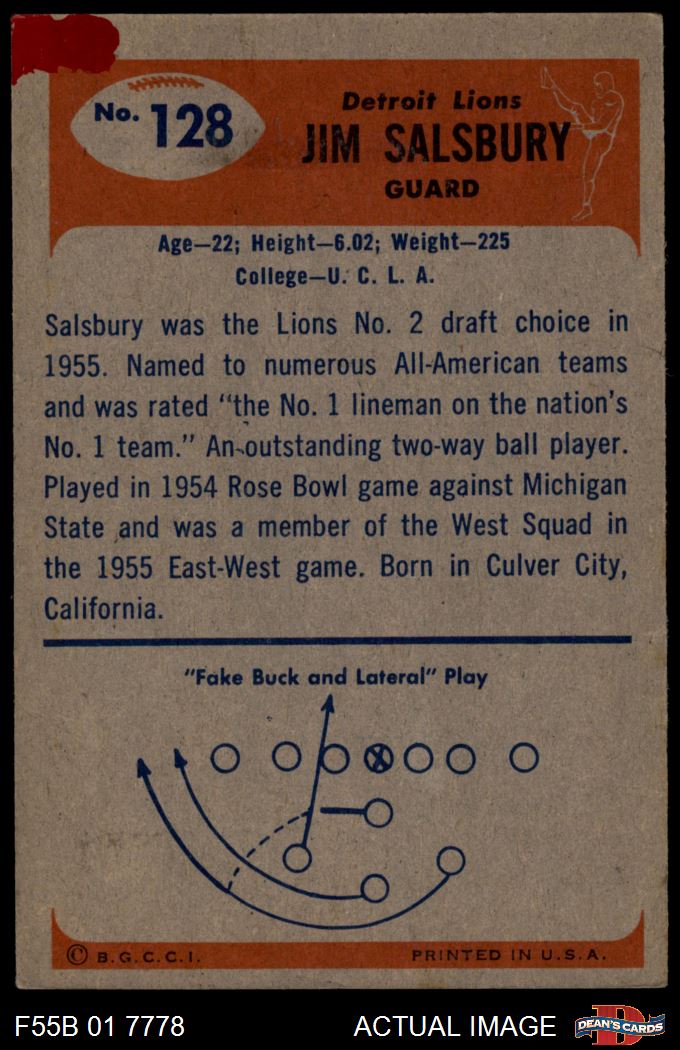 No. 128
Detroit Lions
JIM SALSBURY
GUARD
Age—22; Height—6.02; Weight—225
College—U. C. L. A.
Salsbury was the Lions No. 2 draft choice in
1955. Named to numerous All-American teams
and was rated "the No. 1 lineman on the nation's
No. 1 team." An outstanding two-way ball player.
Played in 1954 Rose Bowl game against Michigan
State and was a member of the West Squad in
the 1955 East-West game. Born in Culver City,
California.
"Fake Buck and Lateral" Play
© B.G.C.C.I. PRINTED IN U.S.A.
F55B 01 7778 ACTUAL IMAGE D DEAN'S CARDS